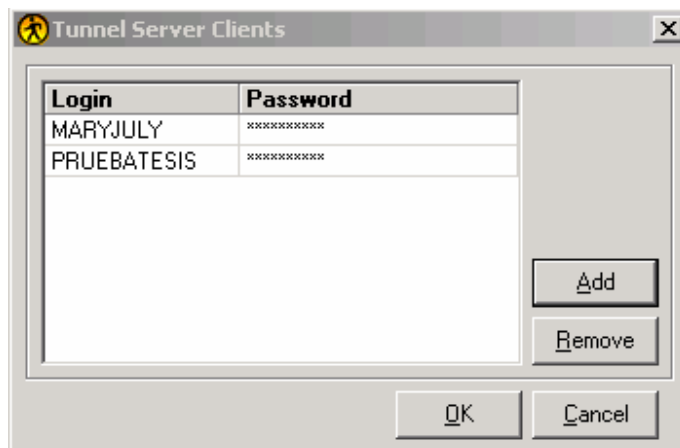 Tunnel Server Clients
Login Password
MARYJULY **********
PRUEBATESIS **********
Add
Remove
OK Cancel